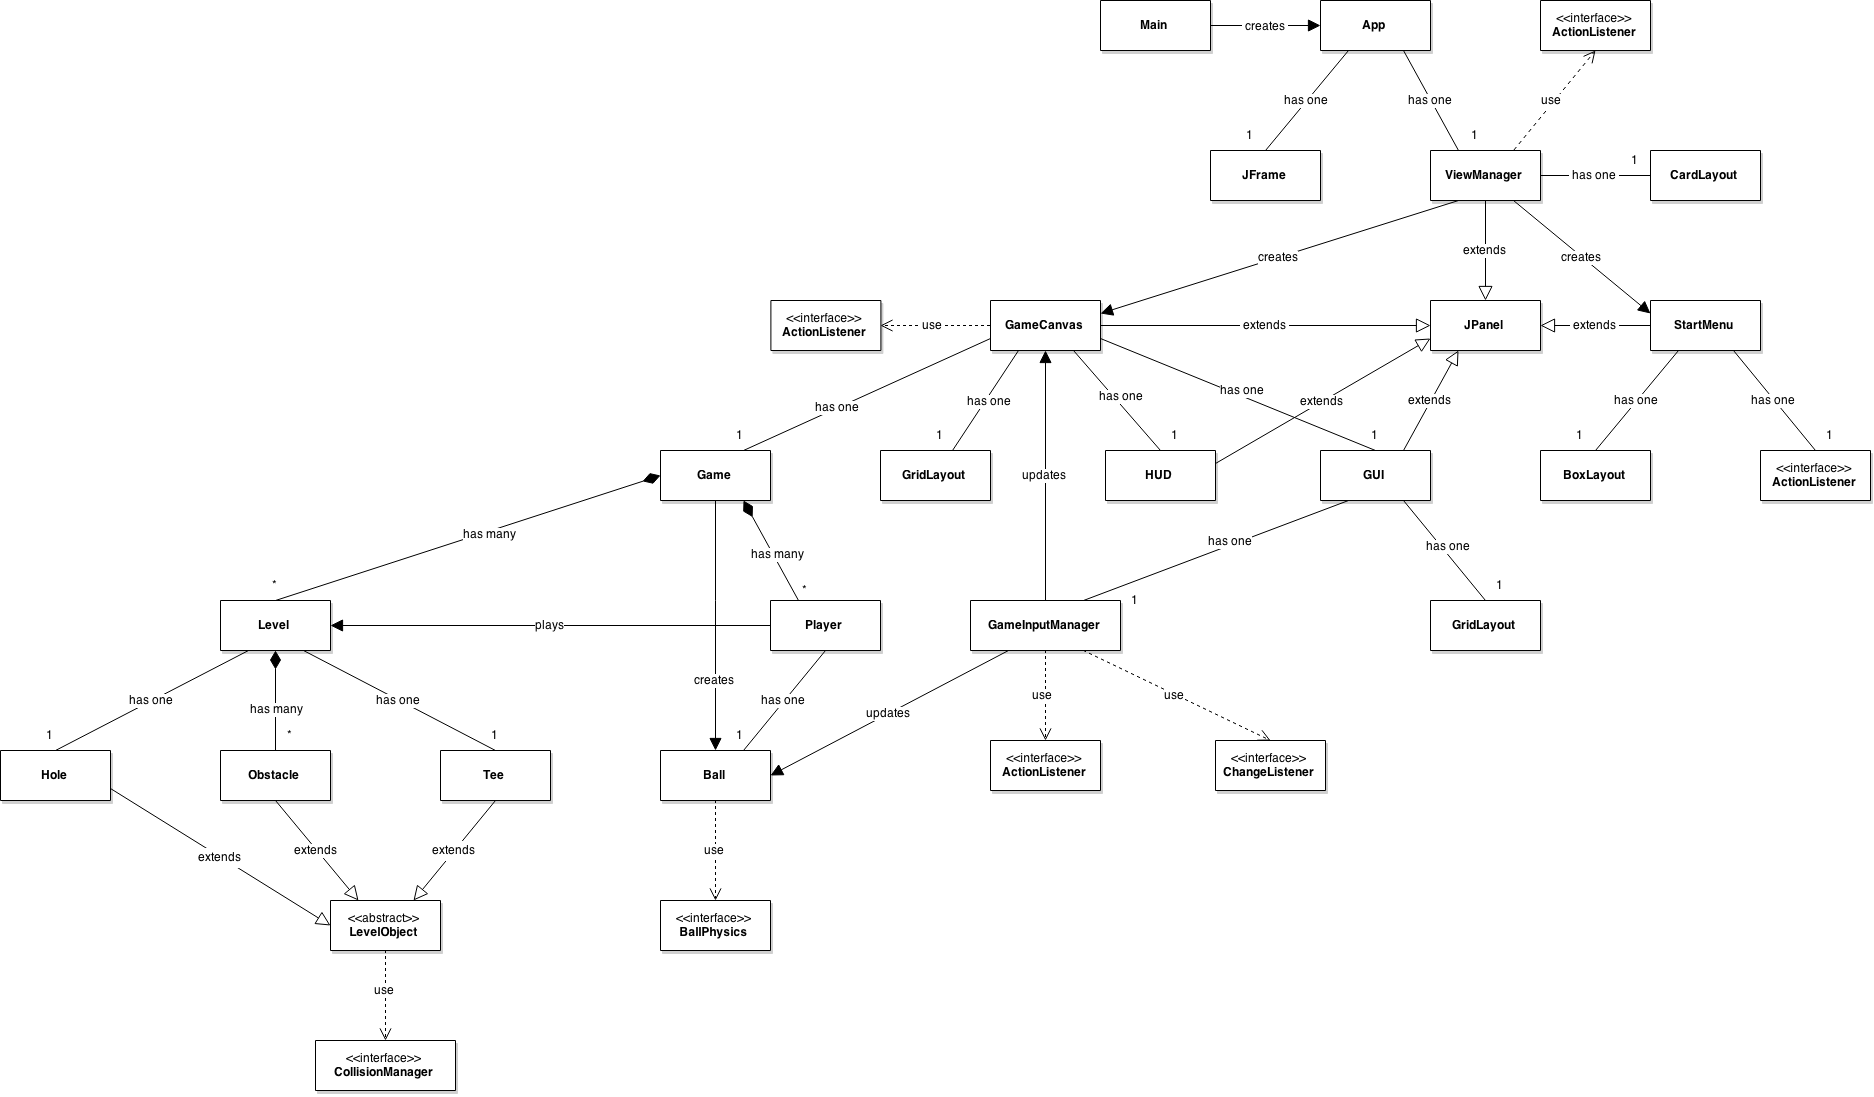 Main
creates
App
<<interface>>
ActionListener
has one
has one
use
1
1
JFrame
ViewManager
has one
1
CardLayout
creates
extends
creates
<<interface>>
ActionListener
use
GameCanvas
extends
JPanel
extends
StartMenu
has one
has one
has one
has one
extends
extends
has one
has one
1
1
1
1
1
1
Game
GridLayout
updates
HUD
GUI
BoxLayout
<<interface>>
ActionListener
has many
has many
has one
has one
*
*
1
1
Level
plays
Player
GameInputManager
GridLayout
has one
has many
has one
creates
has one
updates
use
use
1
*
1
1
Hole
Obstacle
Tee
Ball
<<interface>>
ActionListener
<<interface>>
ChangeListener
extends
extends
extends
use
<<abstract>>
LevelObject
<<interface>>
BallPhysics
use
<<interface>>
CollisionManager